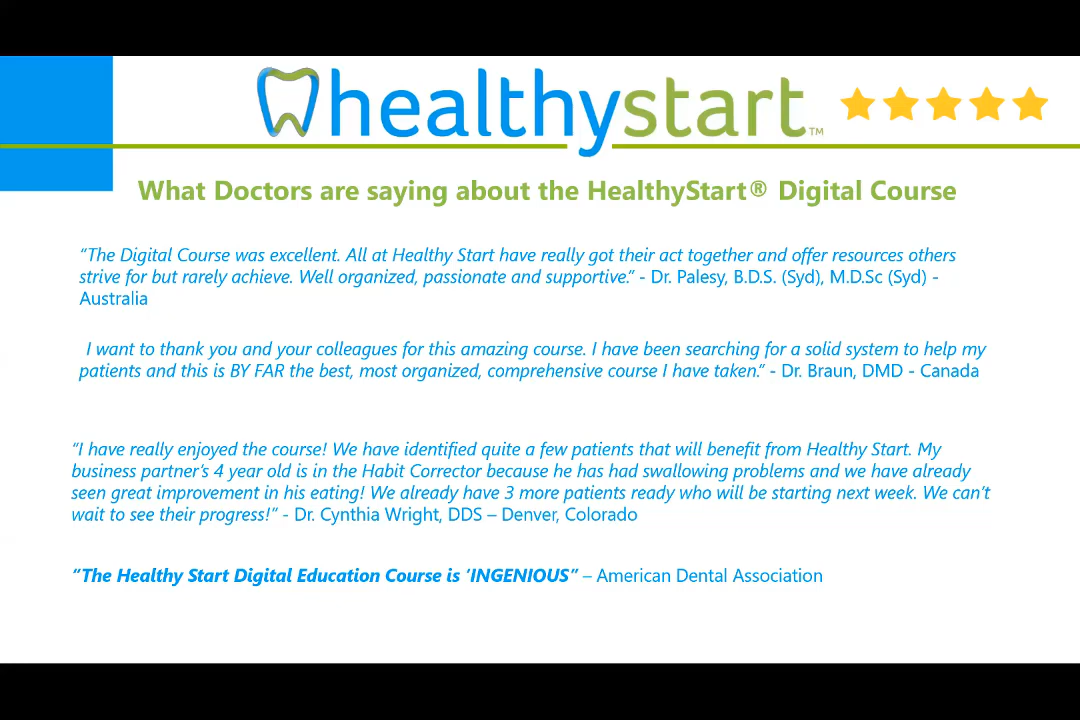 healthystart™
What Doctors are saying about the HealthyStart® Digital Course
“The Digital Course was excellent. All at Healthy Start have really got their act together and offer resources others
strive for but rarely achieve. Well organized, passionate and supportive.” - Dr. Palesy, B.D.S. (Syd), M.D.Sc (Syd) -
Australia
I want to thank you and your colleagues for this amazing course. I have been searching for a solid system to help my
patients and this is BY FAR the best, most organized, comprehensive course I have taken.” - Dr. Braun, DMD - Canada
“I have really enjoyed the course! We have identified quite a few patients that will benefit from Healthy Start. My
business partner’s 4 year old is in the Habit Corrector because he has had swallowing problems and we have already
seen great improvement in his eating! We already have 3 more patients ready who will be starting next week. We can’t
wait to see their progress!” - Dr. Cynthia Wright, DDS – Denver, Colorado
“The Healthy Start Digital Education Course is ‘INGENIOUS” – American Dental Association